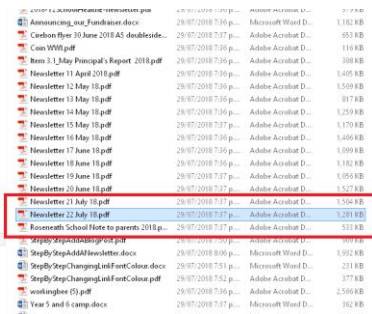 Announcing_our_Fundraiser.docx 29/07/2018 7:36 p... Microsoft Word D... 1,182 KB
Cirebon flyer 30 June 2018 A5 doubleside... 29/07/2018 7:37 p... Adobe Acrobat D... 653 KB
Coin WWI.pdf 29/07/2018 7:36 p... Adobe Acrobat D... 116 KB
Item 3.1_May Principal's Report 2018.pdf 29/07/2018 7:36 p... Adobe Acrobat D... 308 KB
Newsletter 11 April 2018.pdf 29/07/2018 7:36 p... Adobe Acrobat D... 1,405 KB
Newsletter 12 May 18.pdf 29/07/2018 7:36 p... Adobe Acrobat D... 1,509 KB
Newsletter 13 May 18.pdf 29/07/2018 7:36 p... Adobe Acrobat D... 817 KB
Newsletter 14 May 18.pdf 29/07/2018 7:36 p... Adobe Acrobat D... 1,259 KB
Newsletter 15 May 18.pdf 29/07/2018 7:37 p... Adobe Acrobat D... 1,170 KB
Newsletter 16 May 18.pdf 29/07/2018 7:36 p... Adobe Acrobat D... 1,406 KB
Newsletter 17 June 18.pdf 29/07/2018 7:36 p... Adobe Acrobat D... 1,099 KB
Newsletter 18 June 18.pdf 29/07/2018 7:37 p... Adobe Acrobat D... 1,182 KB
Newsletter 19 June 18.pdf 29/07/2018 7:37 p... Adobe Acrobat D... 1,056 KB
Newsletter 20 June 18.pdf 29/07/2018 7:37 p... Adobe Acrobat D... 1,527 KB
Newsletter 21 July 18.pdf 29/07/2018 7:37 p... Adobe Acrobat D... 1,504 KB
Newsletter 22 July 18.pdf 29/07/2018 7:37 p... Adobe Acrobat D... 1,281 KB
Roseneath School Note to parents 2018.p... 29/07/2018 7:37 p... Adobe Acrobat D... 533 KB
StepByStepAddABlogPost.pdf 29/07/2018 7:50 p... Adobe Acrobat D... KB
StepByStepAddANewsletter.docx 29/07/2018 8:06 p... Microsoft Word D... 3,932 KB
StepByStepChangingLinkFontColour.docx 29/07/2018 7:51 p... Microsoft Word D... 231 KB
StepByStepChangingLinkFontColour.pdf 29/07/2018 7:52 p... Adobe Acrobat D... 377 KB
workingbee (5).pdf 29/07/2018 7:36 p... Adobe Acrobat D... 2,506 KB
Year 5 and 6 camp.docx 29/07/2018 7:37 p... Microsoft Word D... 362 KB